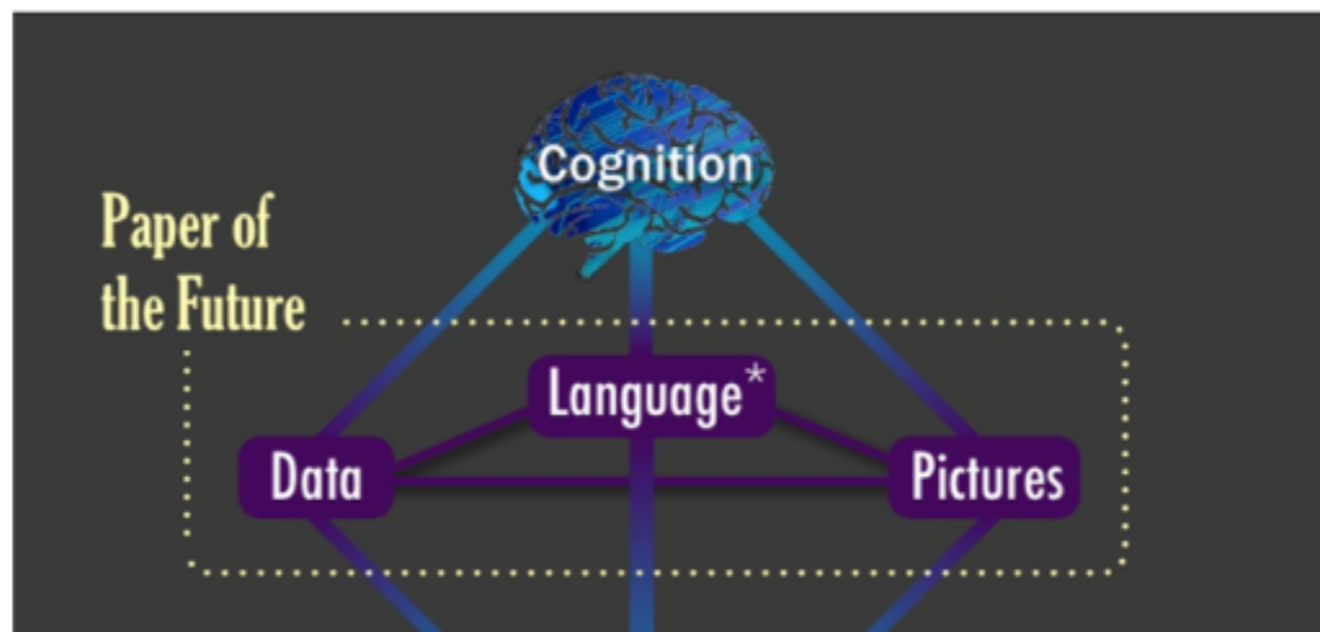 Cognition
Paper of
the Future
Language*
Data
Pictures